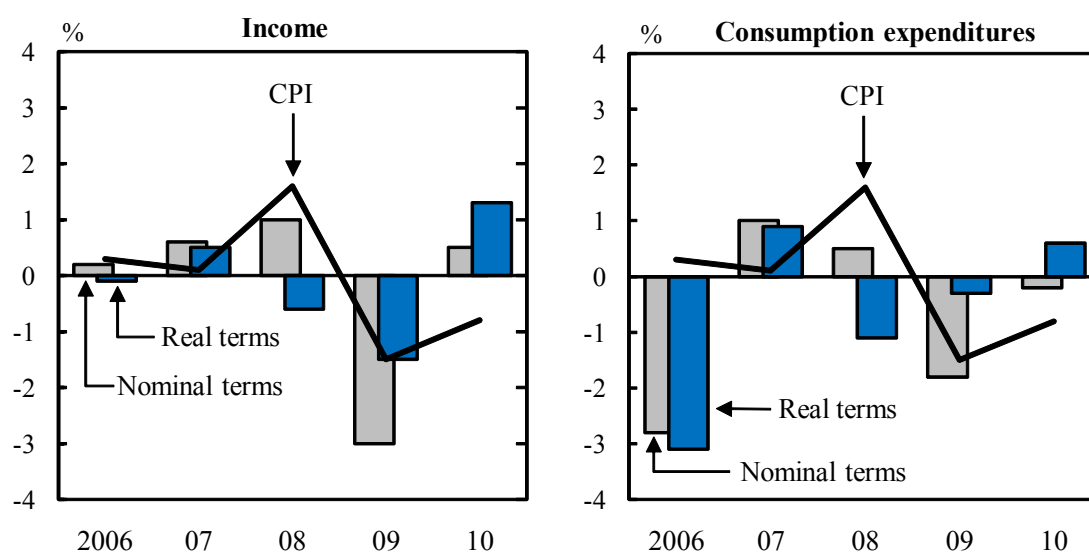 Income
%
4
3
2
1
0
-1
-2
-3
-4
CPI
Real terms
Nominal terms
2006 07 08 09 10
Consumption expenditures
%
4
3
2
1
0
-1
-2
-3
-4
CPI
Real terms
Nominal terms
2006 07 08 09 10